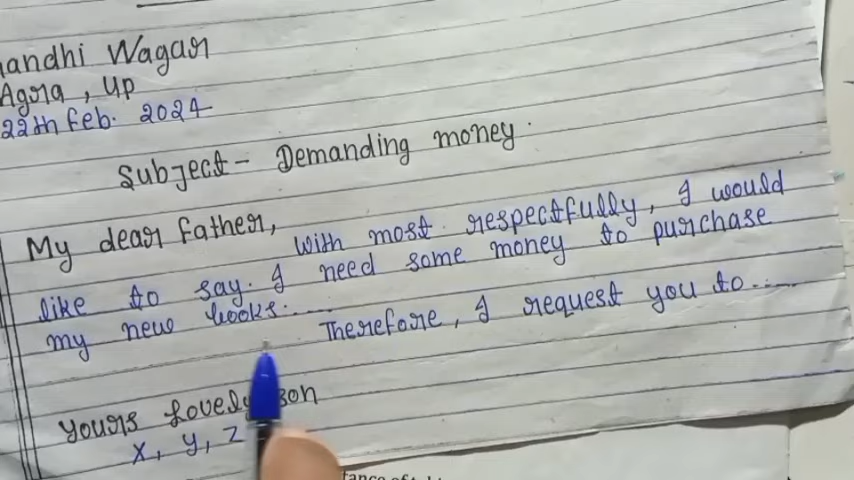 andhi Wagar
Agra, UP
22th Feb. 2024
Subject- Demanding money.
My dear Father,
With most respectfully, I would
like to say. I need some money to purchase
my new books......
Therefore, I request you to......
Yours Lovely son
X, Y, Z